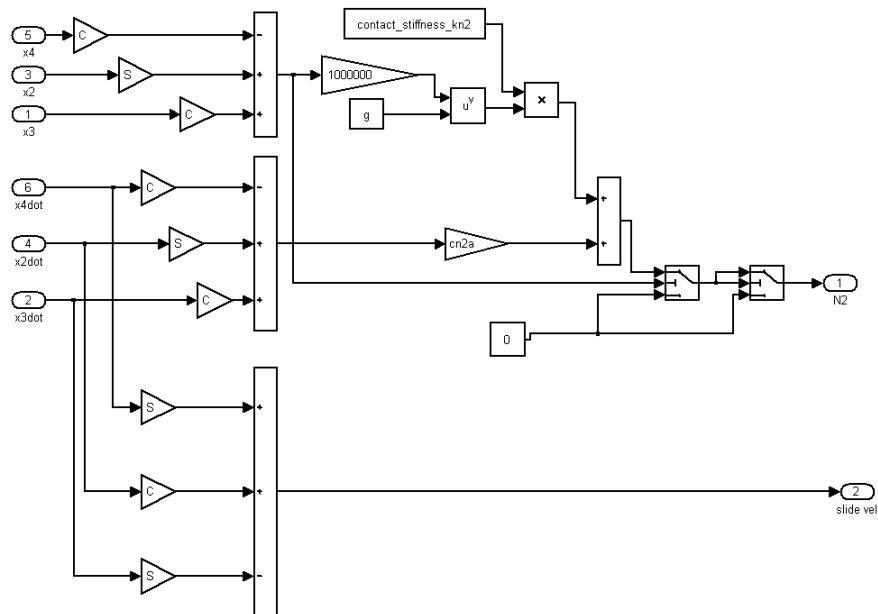 contact_stiffness_kn2
5
C
-
x4
3
S
+
1000000
x2
1
C
+
g
u^v
×
x3
6
C
-
x4dot
+
4
S
+
cn2a
+
x2dot
2
C
+
x3dot
1
N2
0
S
+
C
+
2
slide vel
S
-